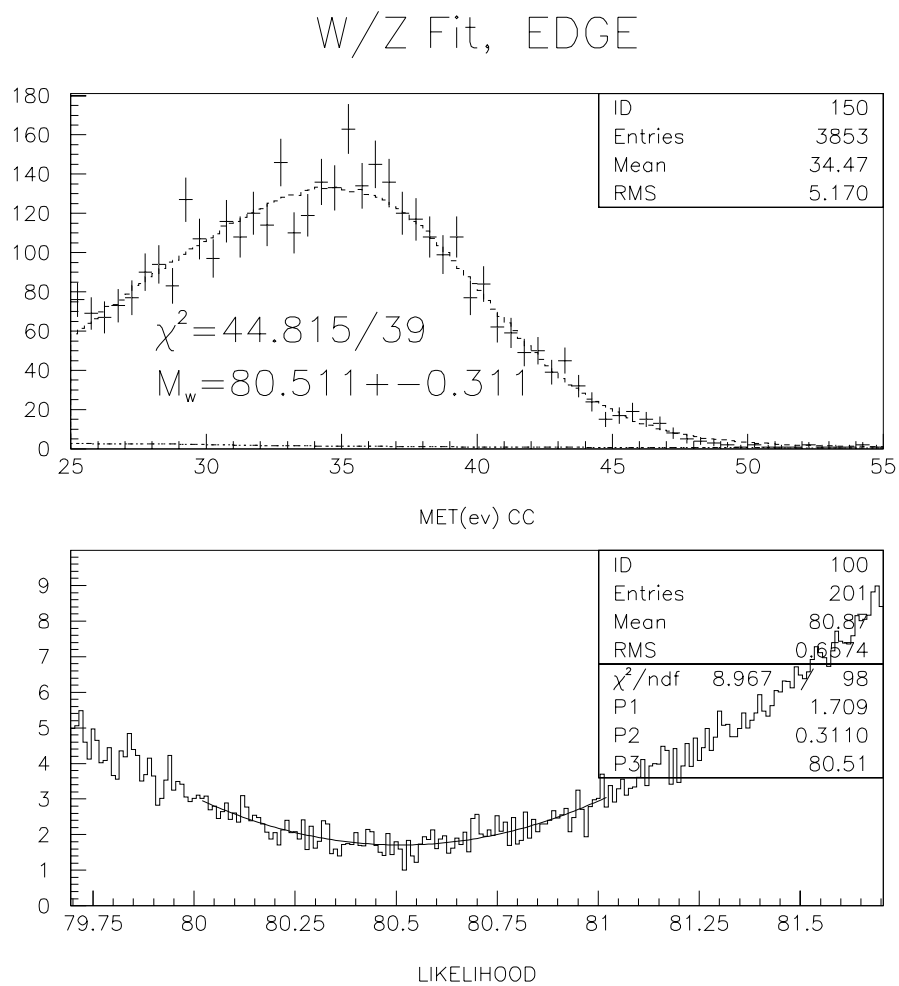 W/Z Fit, EDGE
180
160
140
120
100
80
60
40
20
0
ID 150
Entries 3853
Mean 34.47
RMS 5.170
χ²=44.815/39
Mw=80.511+−0.311
25 30 35 40 45 50 55
MET(ev) CC
9
8
7
6
5
4
3
2
1
0
ID 100
Entries 201
Mean 80.87
RMS 0.6574
χ²/ndf 8.967 / 98
P1 1.709
P2 0.3110
P3 80.51
79.75 80 80.25 80.5 80.75 81 81.25 81.5
LIKELIHOOD